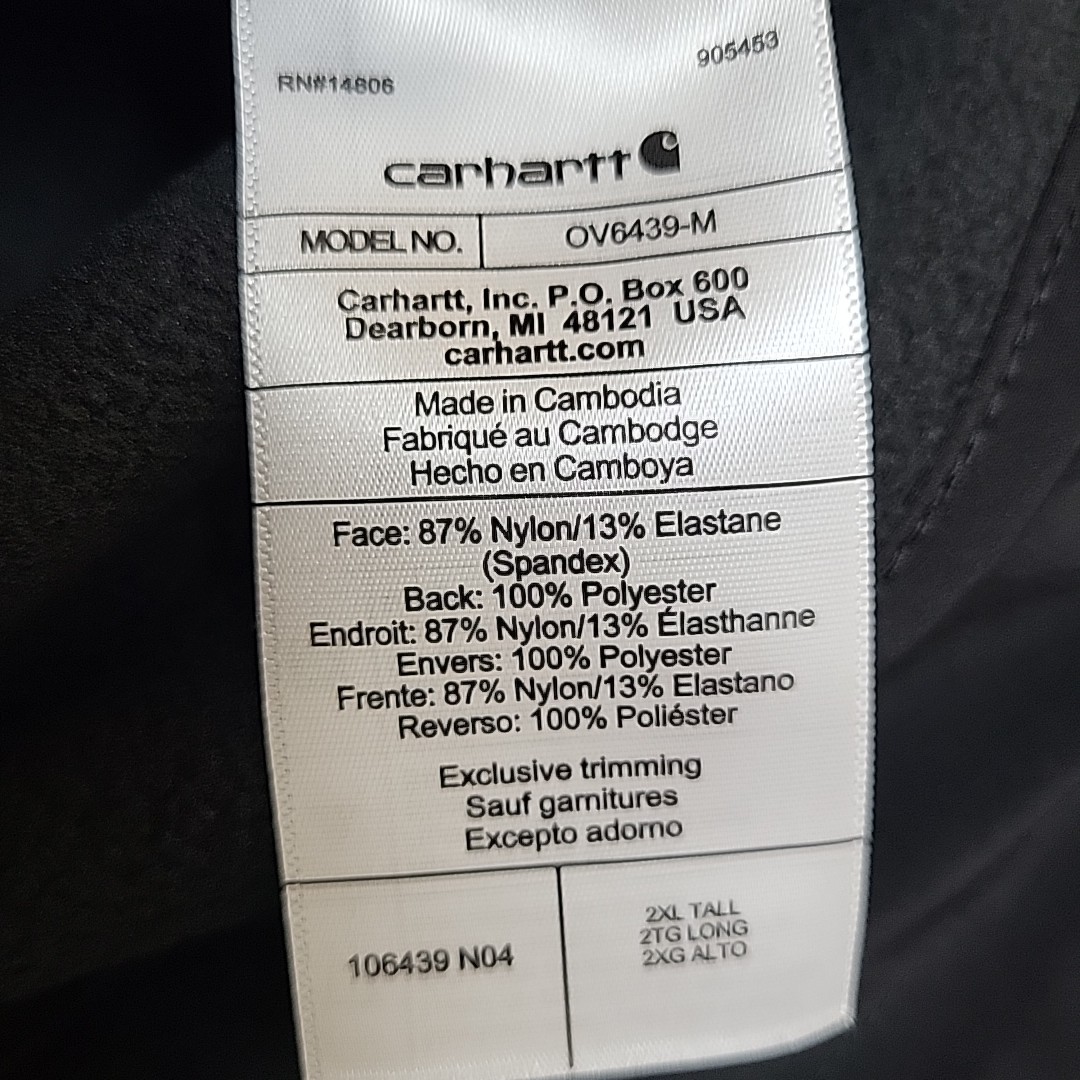 RN#14806
905453
carhartt
MODEL NO.
OV6439-M
Carhartt, Inc. P.O. Box 600
Dearborn, MI 48121 USA
carhartt.com
Made in Cambodia
Fabriqué au Cambodge
Hecho en Camboya
Face: 87% Nylon/13% Elastane
(Spandex)
Back: 100% Polyester
Endroit: 87% Nylon/13% Élasthanne
Envers: 100% Polyester
Frente: 87% Nylon/13% Elastano
Reverso: 100% Poliéster
Exclusive trimming
Sauf garnitures
Excepto adorno
106439 N04
2XL TALL
2TG LONG
2XG ALTO